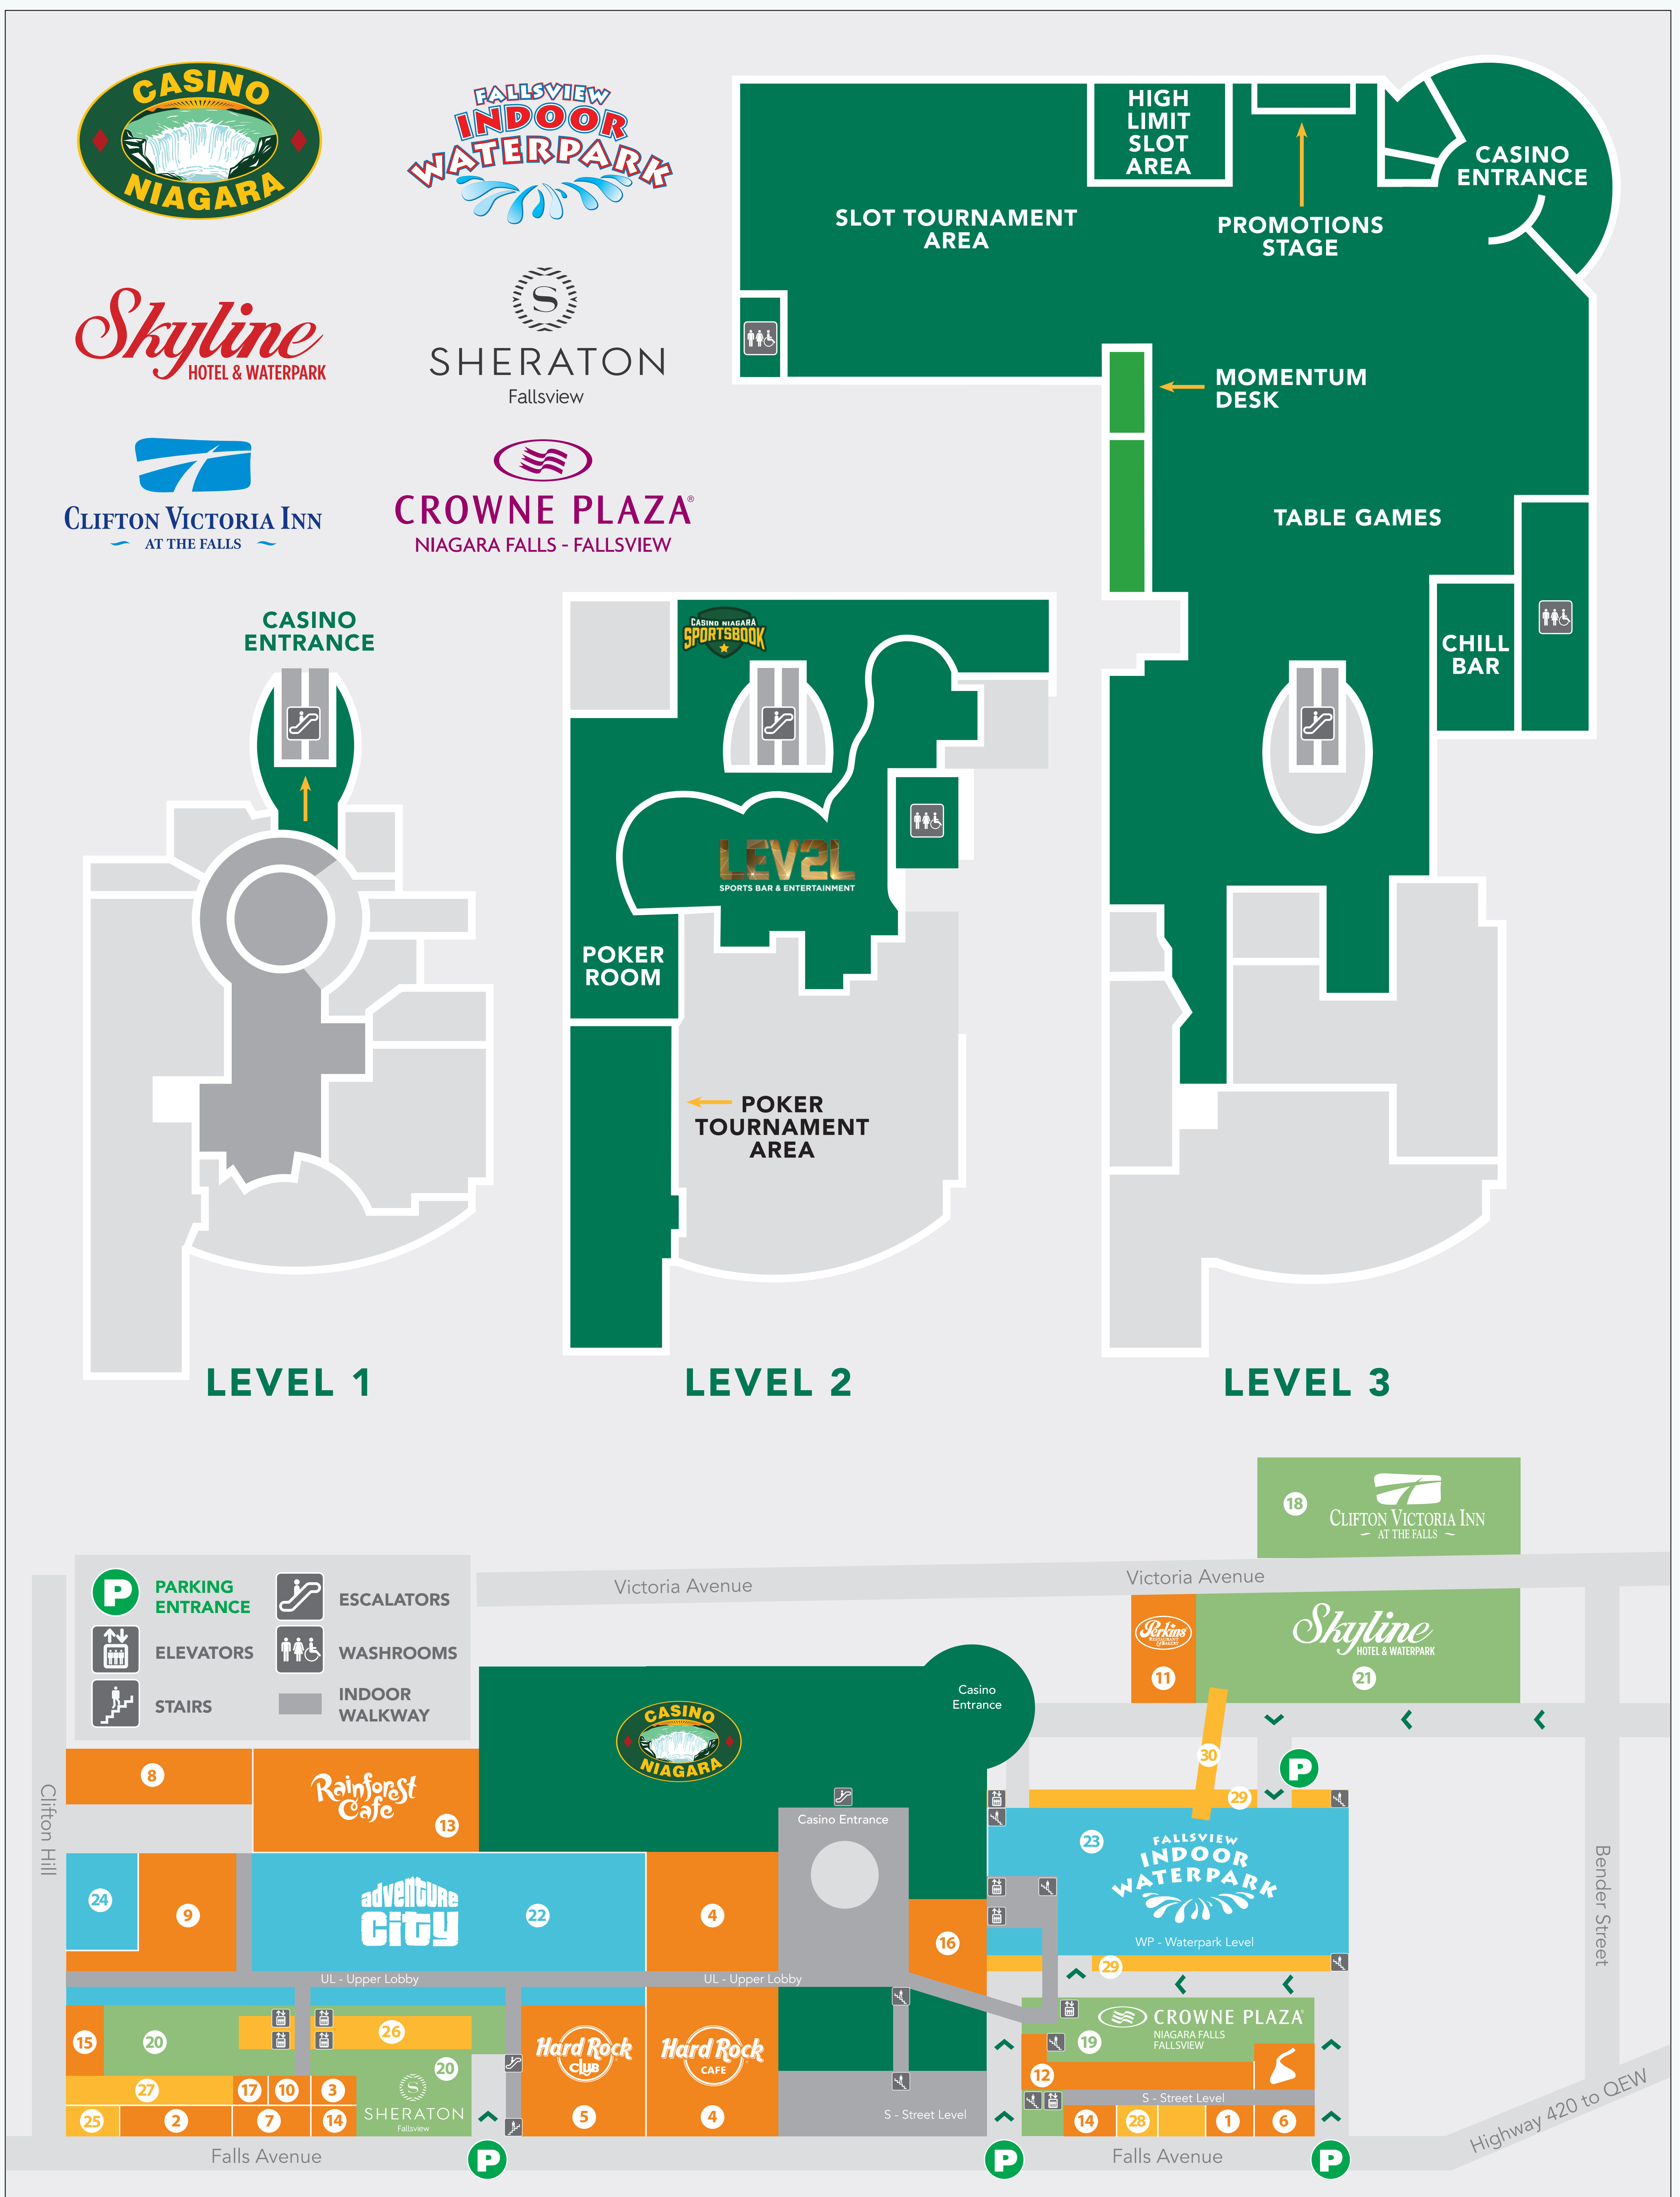 CASINO
NIAGARA
FALLSVIEW
INDOOR
WATERPARK
Skyline
HOTEL & WATERPARK
S
SHERATON
Fallsview
CLIFTON VICTORIA INN
AT THE FALLS
CROWNE PLAZA®
NIAGARA FALLS - FALLSVIEW
HIGH
LIMIT
SLOT
AREA
CASINO
ENTRANCE
SLOT TOURNAMENT
AREA
PROMOTIONS
STAGE
MOMENTUM
DESK
TABLE GAMES
CHILL
BAR
CASINO
ENTRANCE
CASINO NIAGARA
SPORTSBOOK
LEV2L
SPORTS BAR & ENTERTAINMENT
POKER
ROOM
POKER
TOURNAMENT
AREA
LEVEL 1
LEVEL 2
LEVEL 3
18
CLIFTON VICTORIA INN
AT THE FALLS
PARKING
ENTRANCE
ESCALATORS
P
ELEVATORS
WASHROOMS
STAIRS
INDOOR
WALKWAY
Victoria Avenue
Victoria Avenue
Perkins
RESTAURANT
& BAKERY
11
Skyline
HOTEL & WATERPARK
21
Casino
Entrance
CASINO
NIAGARA
30
P
29
8
Rainforest
Cafe
13
Clifton Hill
Casino Entrance
23
FALLSVIEW
INDOOR
WATERPARK
WP - Waterpark Level
Bender Street
24
9
adventure
city
22
4
16
UL - Upper Lobby
UL - Upper Lobby
29
15
20
26
20
Hard Rock
CLUB
5
Hard Rock
CAFE
4
CROWNE PLAZA®
NIAGARA FALLS
FALLSVIEW
19
12
27
17
10
3
S
SHERATON
Fallsview
25
2
7
14
S - Street Level
S - Street Level
14
28
1
6
Falls Avenue
P
P
Falls Avenue
P
Highway 420 to QEW